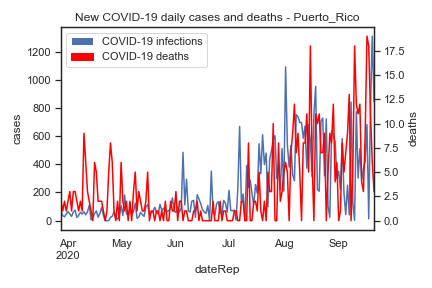 New COVID-19 daily cases and deaths - Puerto_Rico
COVID-19 infections
COVID-19 deaths
1200
1000
800
600
400
200
0
cases
17.5
15.0
12.5
10.0
7.5
5.0
2.5
0.0
deaths
Apr May Jun Jul Aug Sep
2020
dateRep